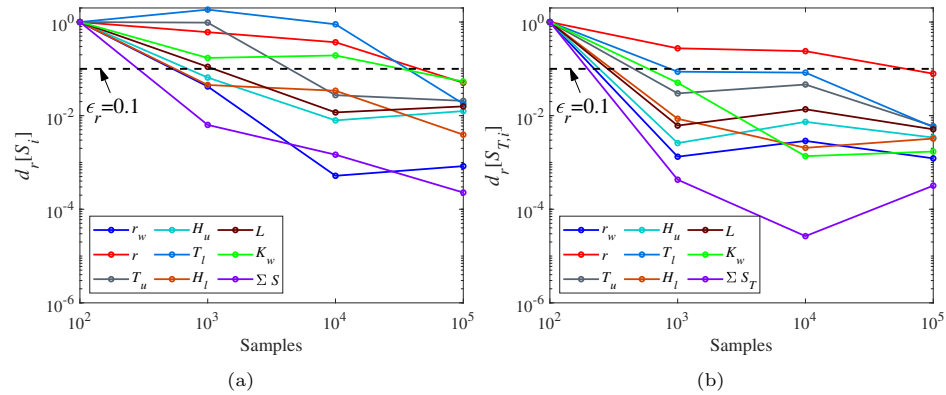 10^0
10^-2
10^-4
10^-6
d_r[S_i]
ϵ_r=0.1
r_w H_u L
r T_l K_w
T_u H_l Σ S
10^2 10^3 10^4 10^5
Samples
(a)
10^0
10^-2
10^-4
10^-6
d_r[S_{T,i}]
ϵ_r=0.1
r_w H_u L
r T_l K_w
T_u H_l Σ S_T
10^2 10^3 10^4 10^5
Samples
(b)